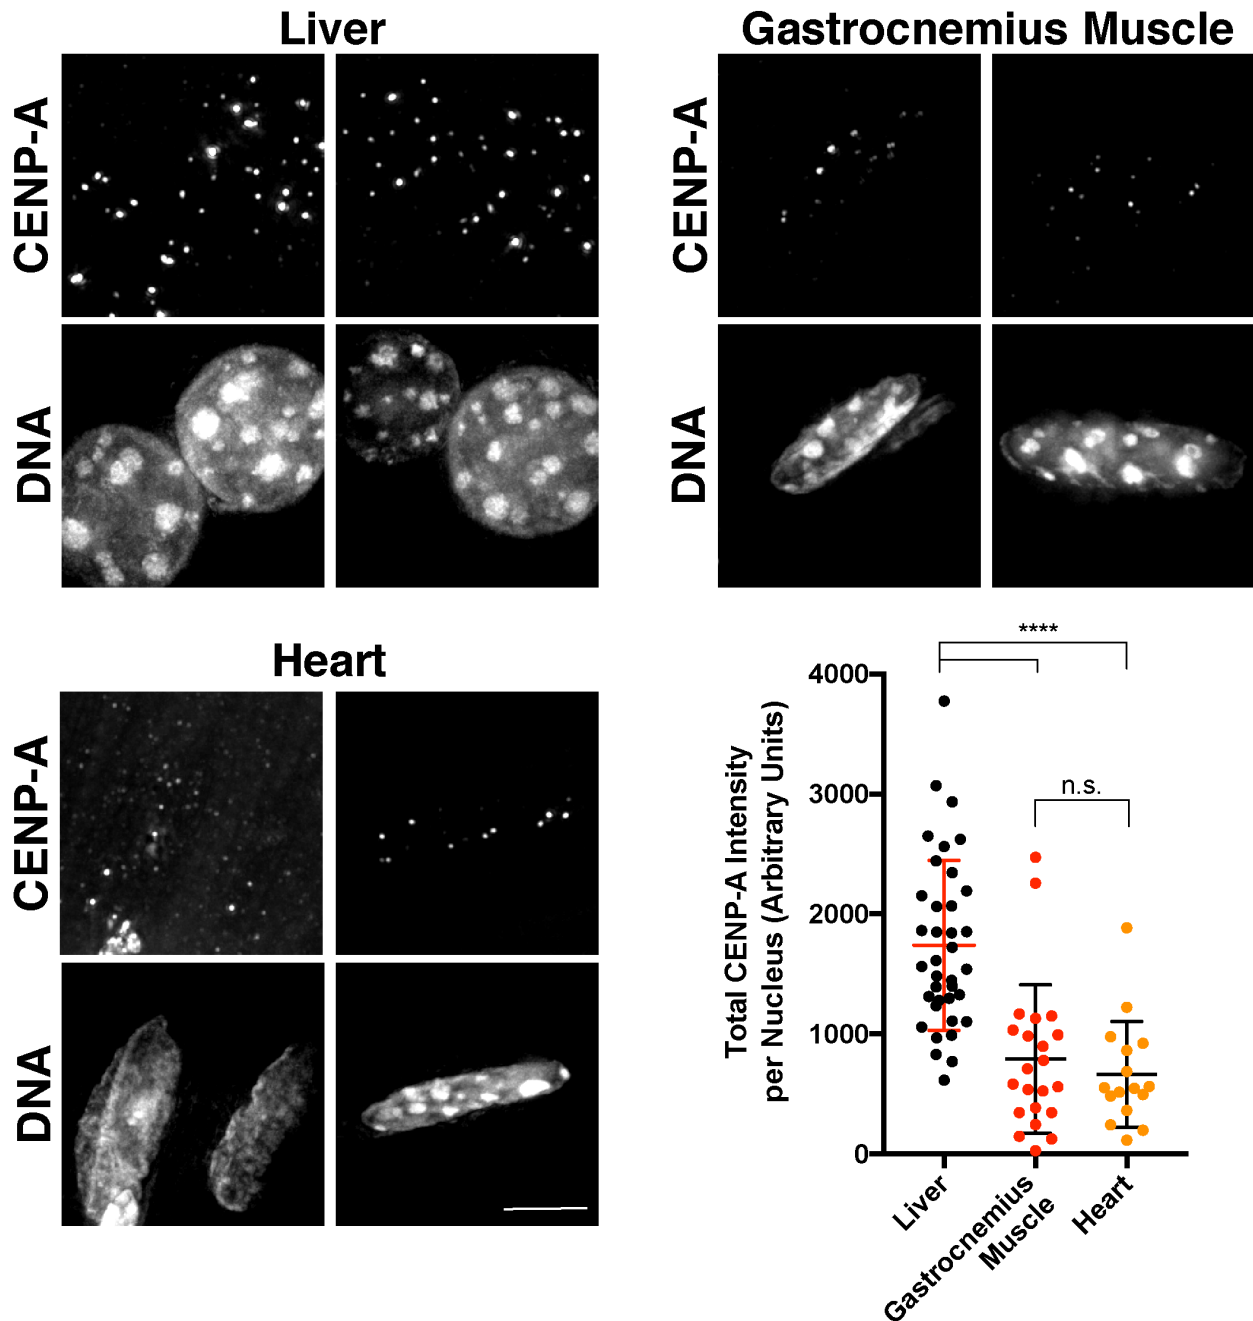 Liver
Gastrocnemius Muscle
CENP-A
CENP-A
DNA
DNA
Heart
CENP-A
DNA
****
n.s.
Total CENP-A Intensity
per Nucleus (Arbitrary Units)
4000
3000
2000
1000
0
Liver
Gastrocnemius
Muscle
Heart